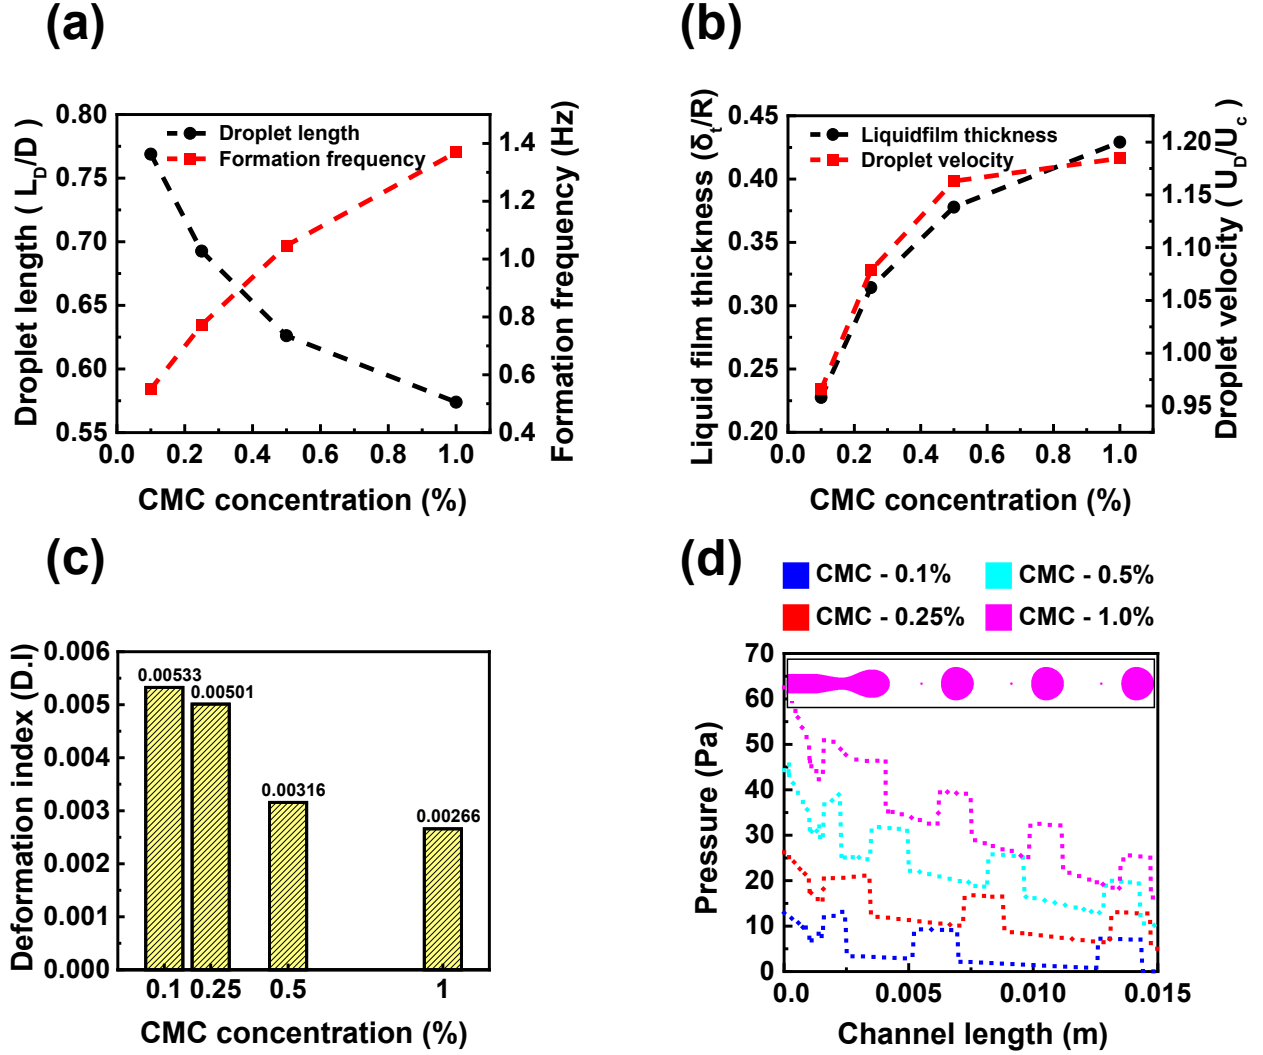 (a)
0.80
0.75
0.70
0.65
0.60
0.55
Droplet length ( L_D/D)
Droplet length
Formation frequency
1.4
1.2
1.0
0.8
0.6
0.4
Formation frequency (Hz)
0.0 0.2 0.4 0.6 0.8 1.0
CMC concentration (%)
(b)
0.45
0.40
0.35
0.30
0.25
0.20
Liquid film thickness (δ_t/R)
Liquidfilm thickness
Droplet velocity
1.20
1.15
1.10
1.05
1.00
0.95
Droplet velocity ( U_D/U_c)
0.0 0.2 0.4 0.6 0.8 1.0
CMC concentration (%)
(c)
0.006
0.005
0.004
0.003
0.002
0.001
0.000
Deformation index (D.I)
0.00533
0.00501
0.00316
0.00266
0.1 0.25 0.5 1
CMC concentration (%)
(d)
CMC - 0.1% CMC - 0.5%
CMC - 0.25% CMC - 1.0%
70
60
50
40
30
20
10
0
Pressure (Pa)
0.0 0.005 0.010 0.015
Channel length (m)